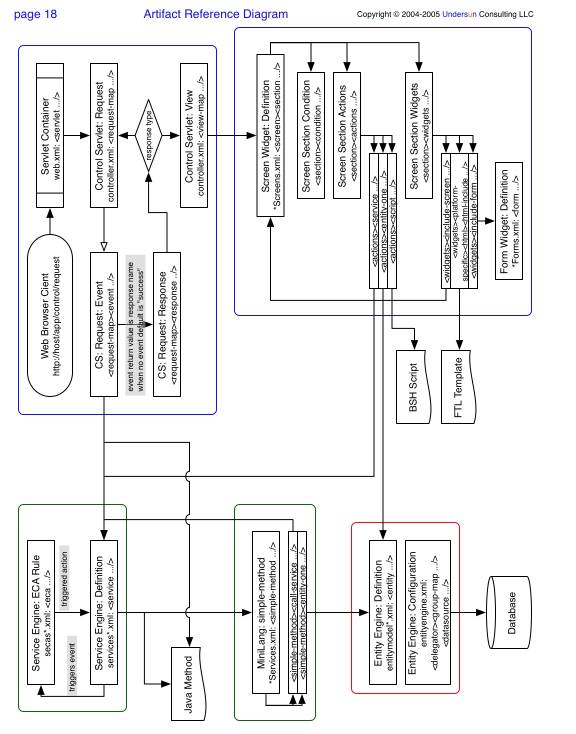 page 18
Artifact Reference Diagram
Copyright © 2004-2005 Undersun Consulting LLC
Web Browser Client
http://host/app/control/request
Servlet Container
web.xml: <servlet .../>
Control Servlet: Request
controller.xml: <request-map .../>
response type
Control Servlet: View
controller.xml: <view-map .../>
CS: Request: Event
<request-map><event .../>
event return value is response name
when no event default is "success"
CS: Request: Response
<request-map><response .../>
Screen Widget: Definition
*Screens.xml: <screen><section .../>
Screen Section Condition
<section><condition .../>
Screen Section Actions
<section><actions .../>
Screen Section Widgets
<section><widgets .../>
<actions><service .../>
<actions><entity-one .../>
<actions><script .../>
<widgets><include-screen .../>
<widgets><platform-
specific><html><html-include .../>
<widgets><include-form .../>
Form Widget: Definition
*Forms.xml: <form .../>
BSH Script
FTL Template
Service Engine: ECA Rule
secas*.xml: <eca .../>
triggered action
triggers event
Service Engine: Definition
services*.xml: <service .../>
Java Method
MiniLang: simple-method
*Services.xml: <simple-method .../>
<simple-method><call-service .../>
<simple-method><entity-one .../>
Entity Engine: Definition
entitymodel*.xml: <entity .../>
Entity Engine: Configuration
entityengine.xml:
<delegator><group-map .../>
<datasource .../>
Database